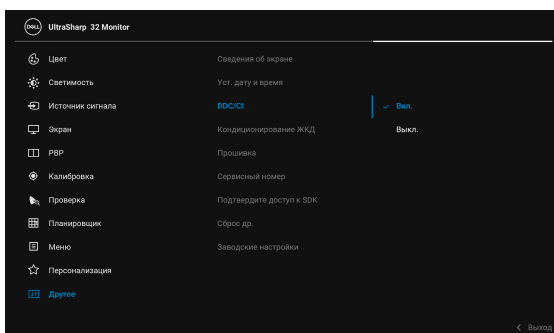 DELL UltraSharp 32 Monitor
Цвет Сведения об экране
Светимость Уст. дату и время
Источник сигнала DDC/CI Вкл.
Экран Кондиционирование ЖКД Выкл.
PBP Прошивка
Калибровка Сервисный номер
Проверка Подтвердите доступ к SDK
Планировщик Сброс др.
Меню Заводские настройки
Персонализация
Другое
Выход